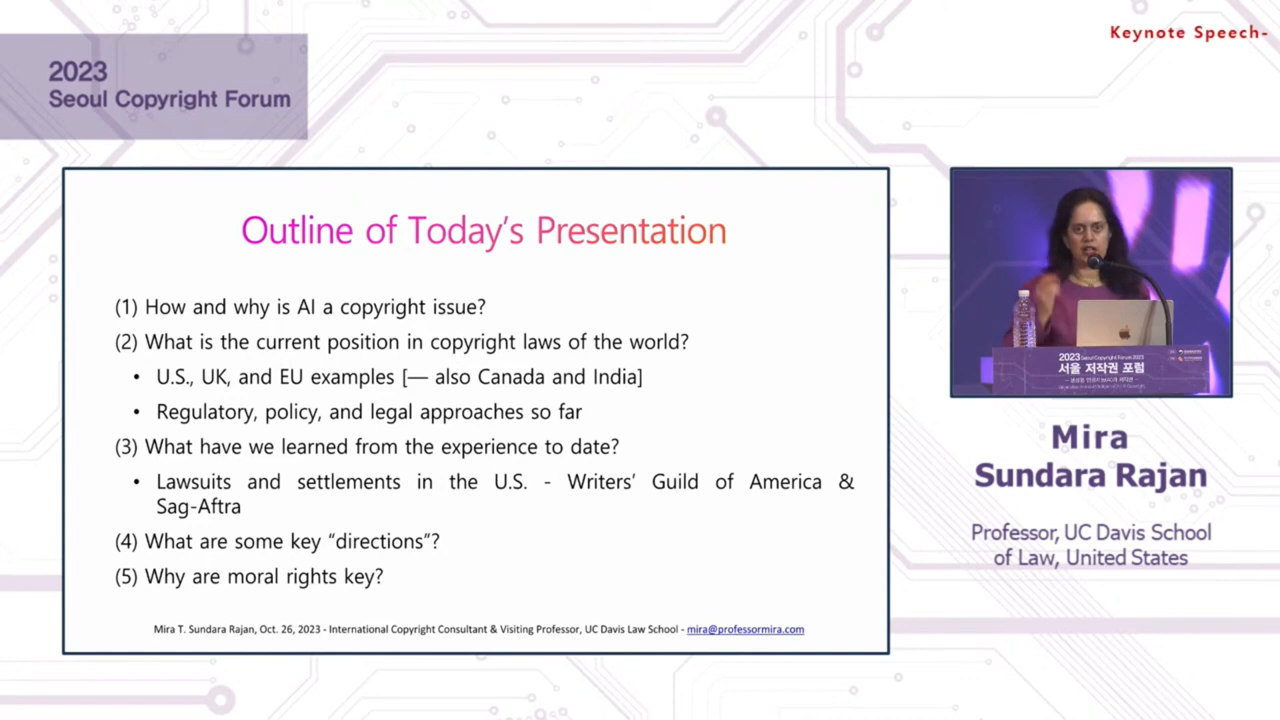 Keynote Speech-
2023
Seoul Copyright Forum
Outline of Today's Presentation
(1) How and why is AI a copyright issue?
(2) What is the current position in copyright laws of the world?
• U.S., UK, and EU examples [— also Canada and India]
• Regulatory, policy, and legal approaches so far
(3) What have we learned from the experience to date?
• Lawsuits and settlements in the U.S. - Writers' Guild of America &
Sag-Aftra
(4) What are some key “directions”?
(5) Why are moral rights key?
Mira T. Sundara Rajan, Oct. 26, 2023 - International Copyright Consultant & Visiting Professor, UC Davis Law School - mira@professormira.com
2023 Seoul Copyright Forum 2023
서울 저작권 포럼
Mira
Sundara Rajan
Professor, UC Davis School
of Law, United States